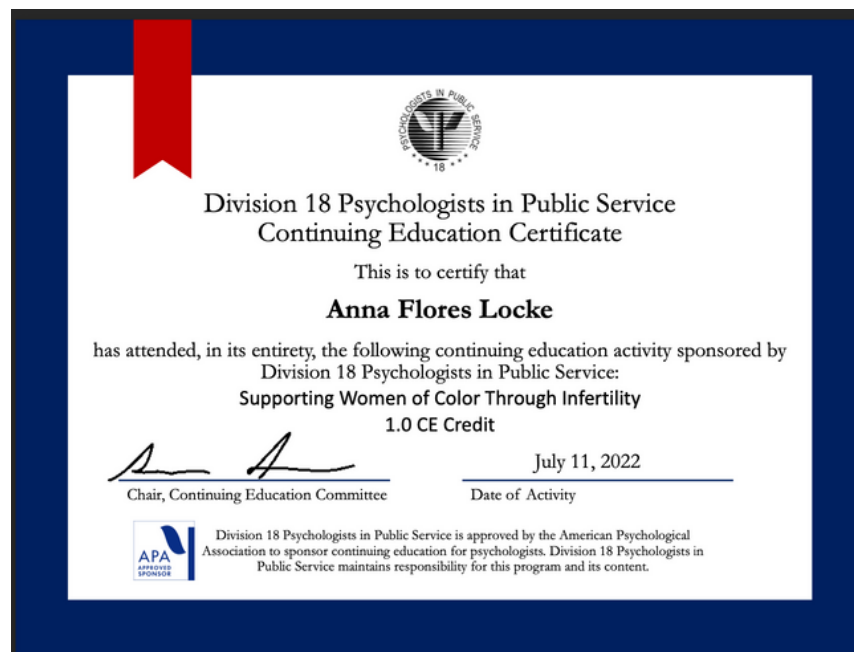 PSYCHOLOGISTS IN PUBLIC SERVICE
18
Division 18 Psychologists in Public Service
Continuing Education Certificate
This is to certify that
Anna Flores Locke
has attended, in its entirety, the following continuing education activity sponsored by
Division 18 Psychologists in Public Service:
Supporting Women of Color Through Infertility
1.0 CE Credit
July 11, 2022
Chair, Continuing Education Committee
Date of Activity
APA
APPROVED
SPONSOR
Division 18 Psychologists in Public Service is approved by the American Psychological
Association to sponsor continuing education for psychologists. Division 18 Psychologists in
Public Service maintains responsibility for this program and its content.